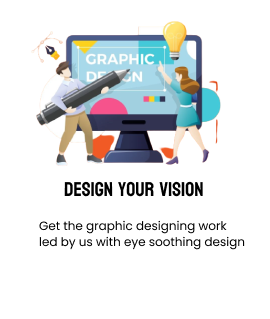 GRAPHIC
DESIGN
DESIGN YOUR VISION
Get the graphic designing work
led by us with eye soothing design